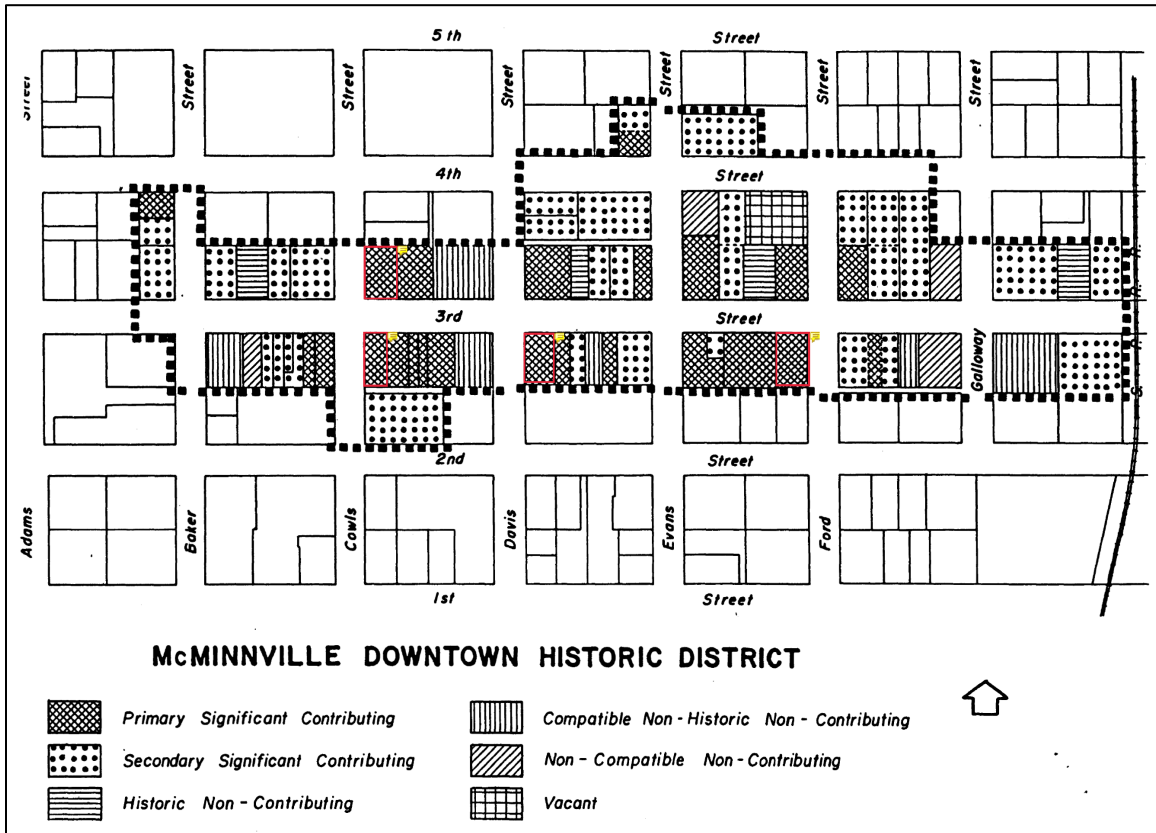 5 th Street
Street Street Street Street Street Street Street
4th Street
3rd Street
Galloway
S. P. R. R.
2nd Street
Adams Baker Cowls Davis Evans Ford
1st Street
McMINNVILLE DOWNTOWN HISTORIC DISTRICT
Primary Significant Contributing
Compatible Non-Historic Non-Contributing
Secondary Significant Contributing
Non-Compatible Non-Contributing
Historic Non-Contributing
Vacant